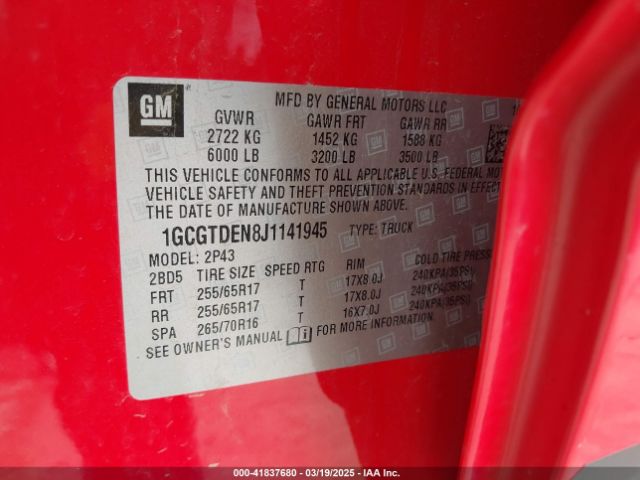 GM
MFD BY GENERAL MOTORS LLC
GVWR GAWR FRT GAWR RR
2722 KG 1452 KG 1588 KG
6000 LB 3200 LB 3500 LB
THIS VEHICLE CONFORMS TO ALL APPLICABLE U.S. FEDERAL MOT
VEHICLE SAFETY AND THEFT PREVENTION STANDARDS IN EFFECT
THE DATE OF MANUFACTURE SHOWN ABOVE.
1GCGTDEN8J1141945 TYPE: TRUCK
MODEL: 2P43
2BD5 TIRE SIZE SPEED RTG RIM COLD TIRE PRESSU
FRT 255/65R17 T 17X8.0J 240KPA(35PSI)
RR 255/65R17 T 17X8.0J 240KPA(35PSI)
SPA 265/70R16 T 16X7.0J 240KPA(35PSI)
SEE OWNER'S MANUAL FOR MORE INFORMATION.
000-41837680 | 03/19/2025 | IAA Inc.